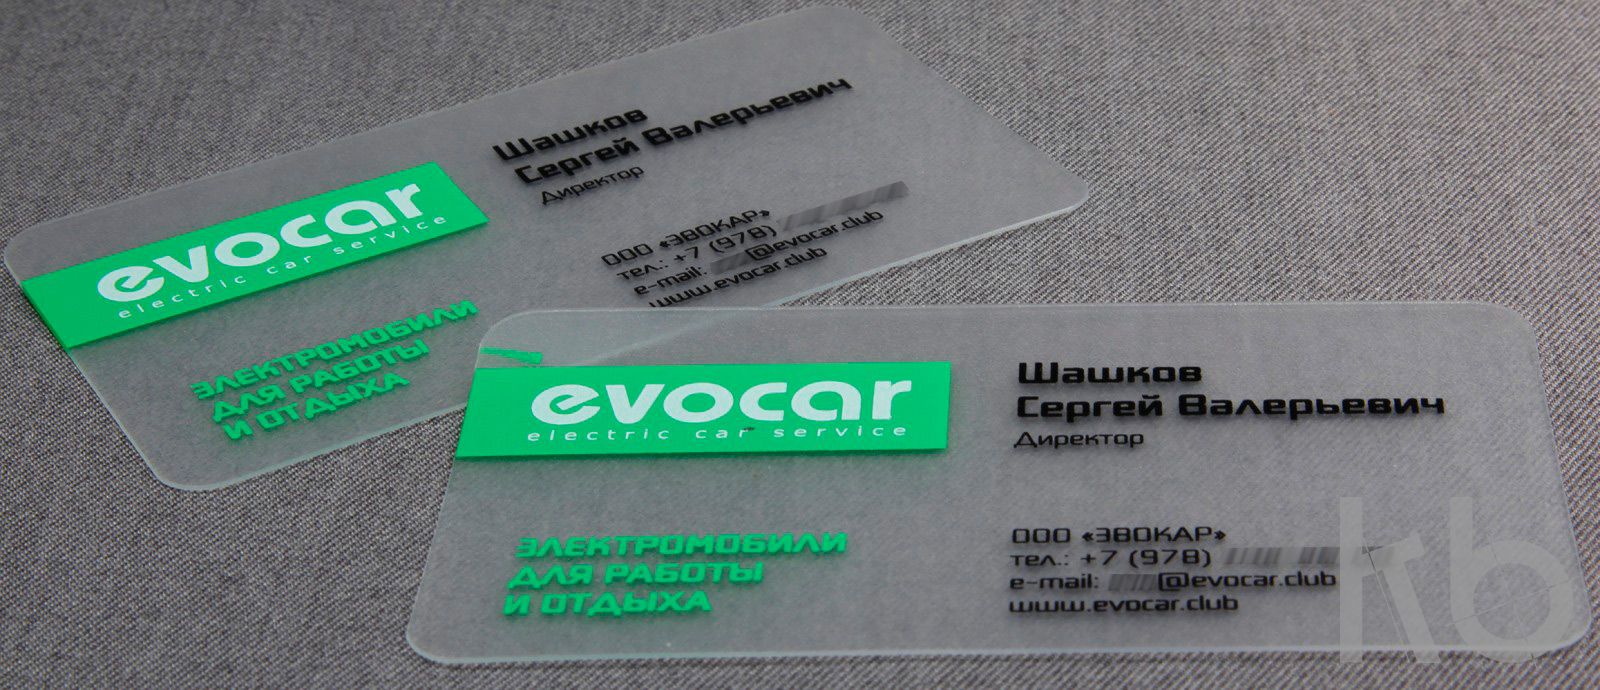 evocar
electric car service
ЭЛЕКТРОМОБИЛИ
ДЛЯ РАБОТЫ
И ОТДЫХА
Шашков
Сергей Валерьевич
Директор
ООО «ЭВОКАР»
тел.: +7 (978)
e-mail: @evocar.club
www.evocar.club
evocar
electric car service
ЭЛЕКТРОМОБИЛИ
ДЛЯ РАБОТЫ
И ОТДЫХА
Шашков
Сергей Валерьевич
Директор
ООО «ЭВОКАР»
тел.: +7 (978)
e-mail: @evocar.club
www.evocar.club
kb